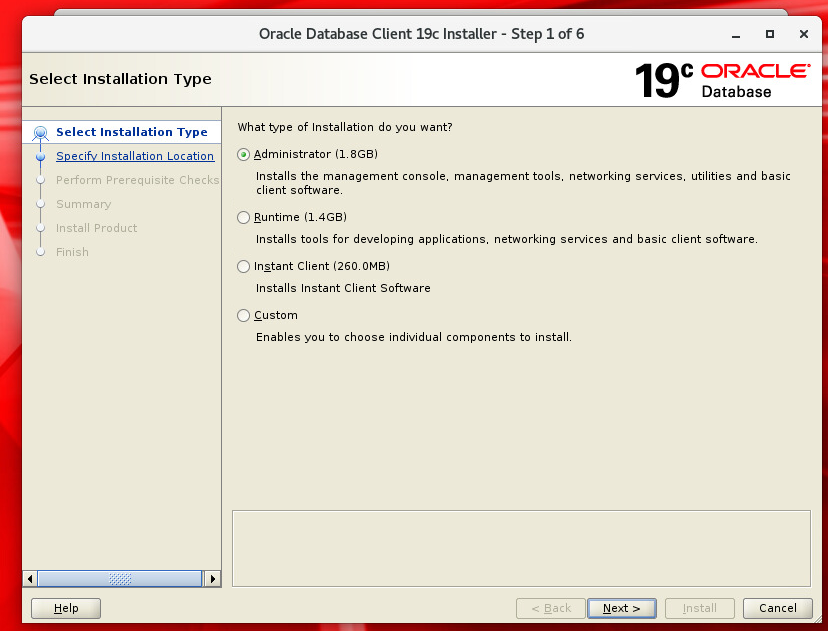 Oracle Database Client 19c Installer - Step 1 of 6
Select Installation Type
19c ORACLE
Database
Select Installation Type
Specify Installation Location
Perform Prerequisite Checks
Summary
Install Product
Finish
What type of Installation do you want?
Administrator (1.8GB)
Installs the management console, management tools, networking services, utilities and basic
client software.
Runtime (1.4GB)
Installs tools for developing applications, networking services and basic client software.
Instant Client (260.0MB)
Installs Instant Client Software
Custom
Enables you to choose individual components to install.
Help
< Back
Next >
Install
Cancel